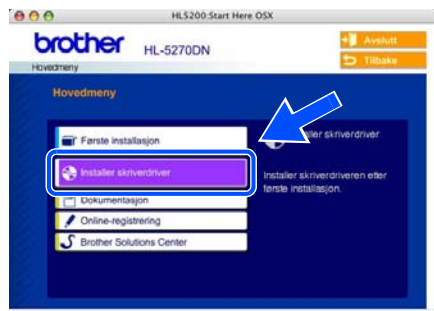 HL5200:Start Here OSX
brother
HL-5270DN
Avslutt
Tilbake
Hovedmeny
Hovedmeny
Første installasjon
Installer skriverdriver
Dokumentasjon
Online-registrering
Brother Solutions Center
skriverdriver
Installer skriverdriveren etter
første installasjon.